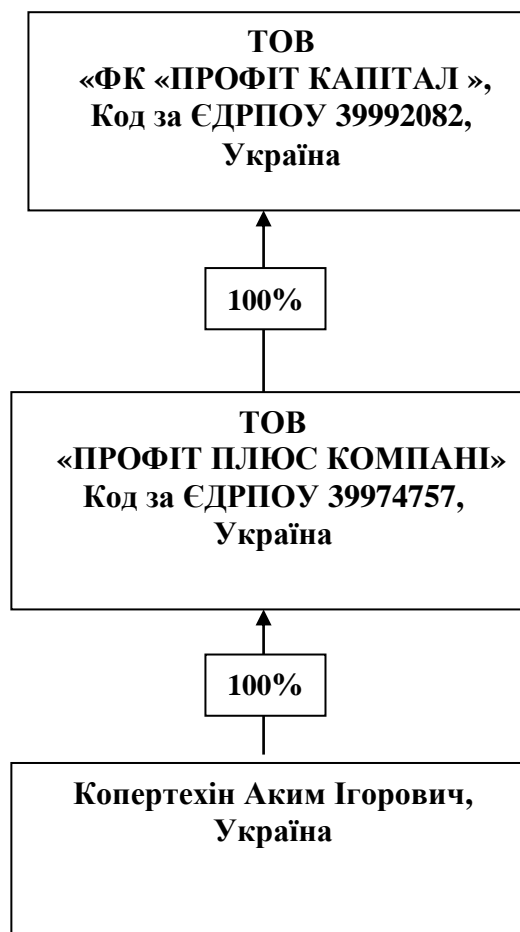 ТОВ
«ФК «ПРОФІТ КАПІТАЛ »,
Код за ЄДРПОУ 39992082,
Україна
100%
ТОВ
«ПРОФІТ ПЛЮС КОМПАНІ»
Код за ЄДРПОУ 39974757,
Україна
100%
Копертехін Аким Ігорович,
Україна